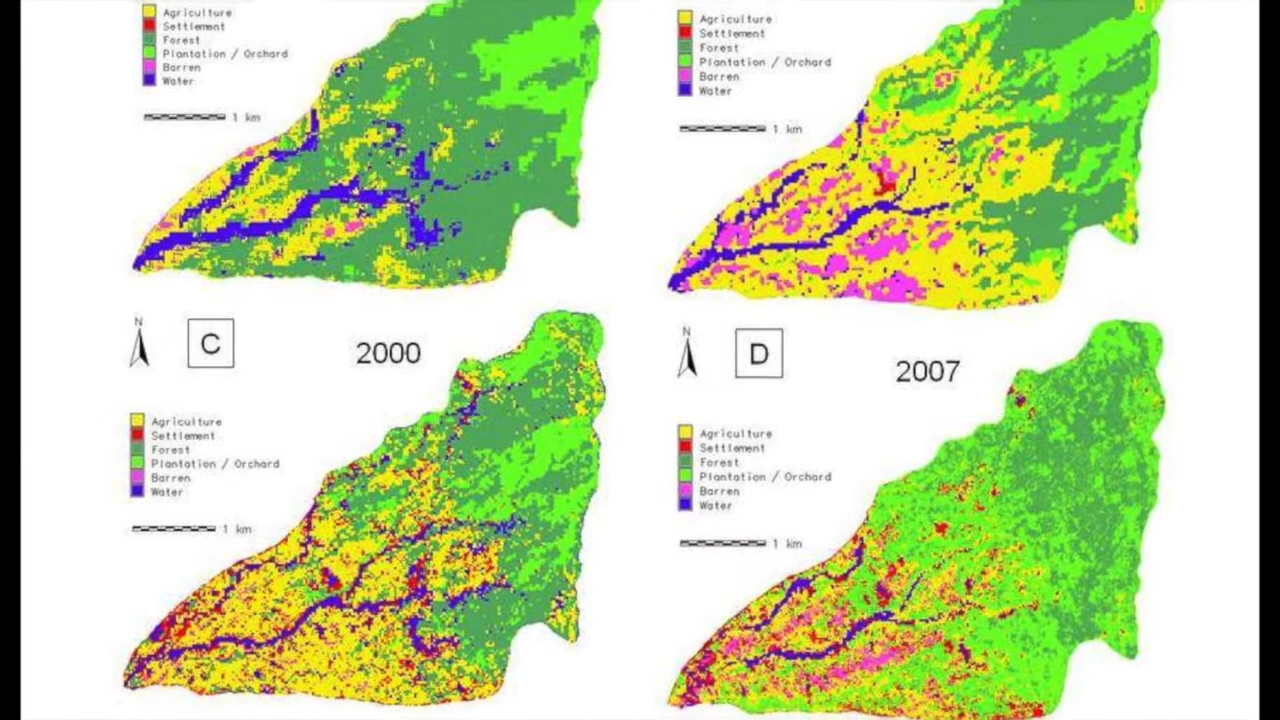 Agriculture
Settlement
Forest
Plantation / Orchard
Barren
Water
1 km
Agriculture
Settlement
Forest
Plantation / Orchard
Barren
Water
1 km
N
C
2000
Agriculture
Settlement
Forest
Plantation / Orchard
Barren
Water
1 km
N
D
2007
Agriculture
Settlement
Forest
Plantation / Orchard
Barren
Water
1 km